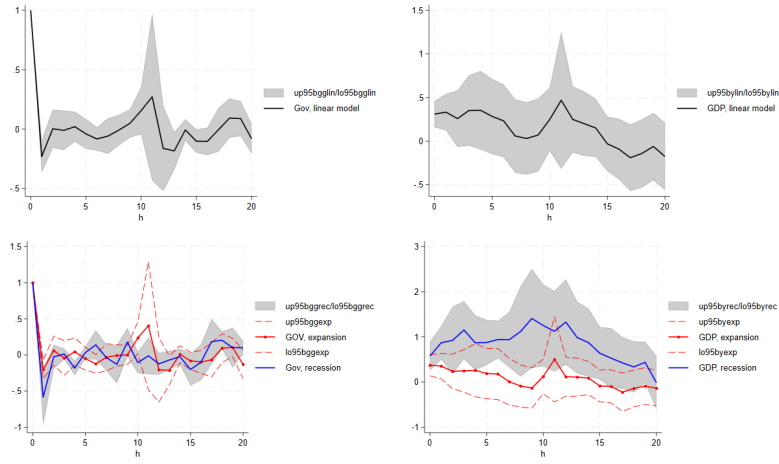 1
.5
0
-.5
0
5
10
15
20
h
up95bgglin/lo95bgglin
Gov, linear model
1.5
1
.5
0
-.5
0
5
10
15
20
h
up95bylin/lo95bylin
GDP, linear model
1.5
1
.5
0
-.5
-1
0
5
10
15
20
h
up95bggrec/lo95bggrec
up95bggexp
GOV, expansion
lo95bggexp
Gov, recession
3
2
1
0
-1
0
5
10
15
20
h
up95byrec/lo95byrec
up95byexp
GDP, expansion
lo95byexp
GDP, recession